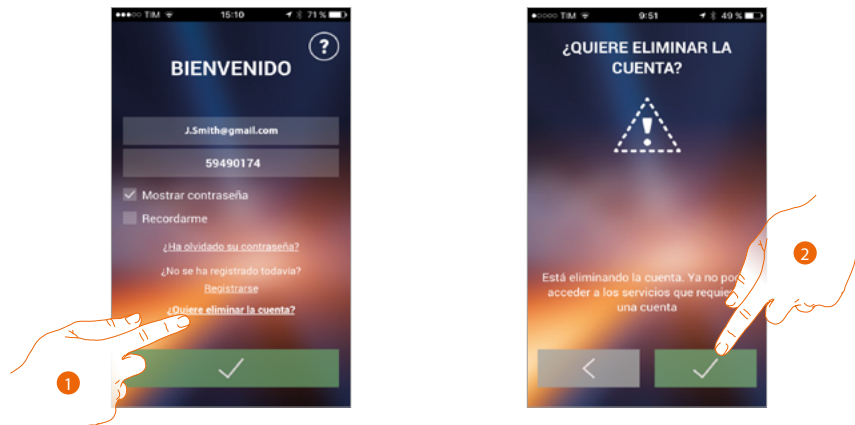 ●●●○○ TIM 15:10 71 %
?
BIENVENIDO
J.Smith@gmail.com
59490174
Mostrar contraseña
Recordarme
¿Ha olvidado su contraseña?
¿No se ha registrado todavía?
Registrarse
¿Quiere eliminar la cuenta?
1
●○○○○ TIM 9:51 49 %
¿QUIERE ELIMINAR LA
CUENTA?
!
Está eliminando la cuenta. Ya no
acceder a los servicios que
una cuenta
2